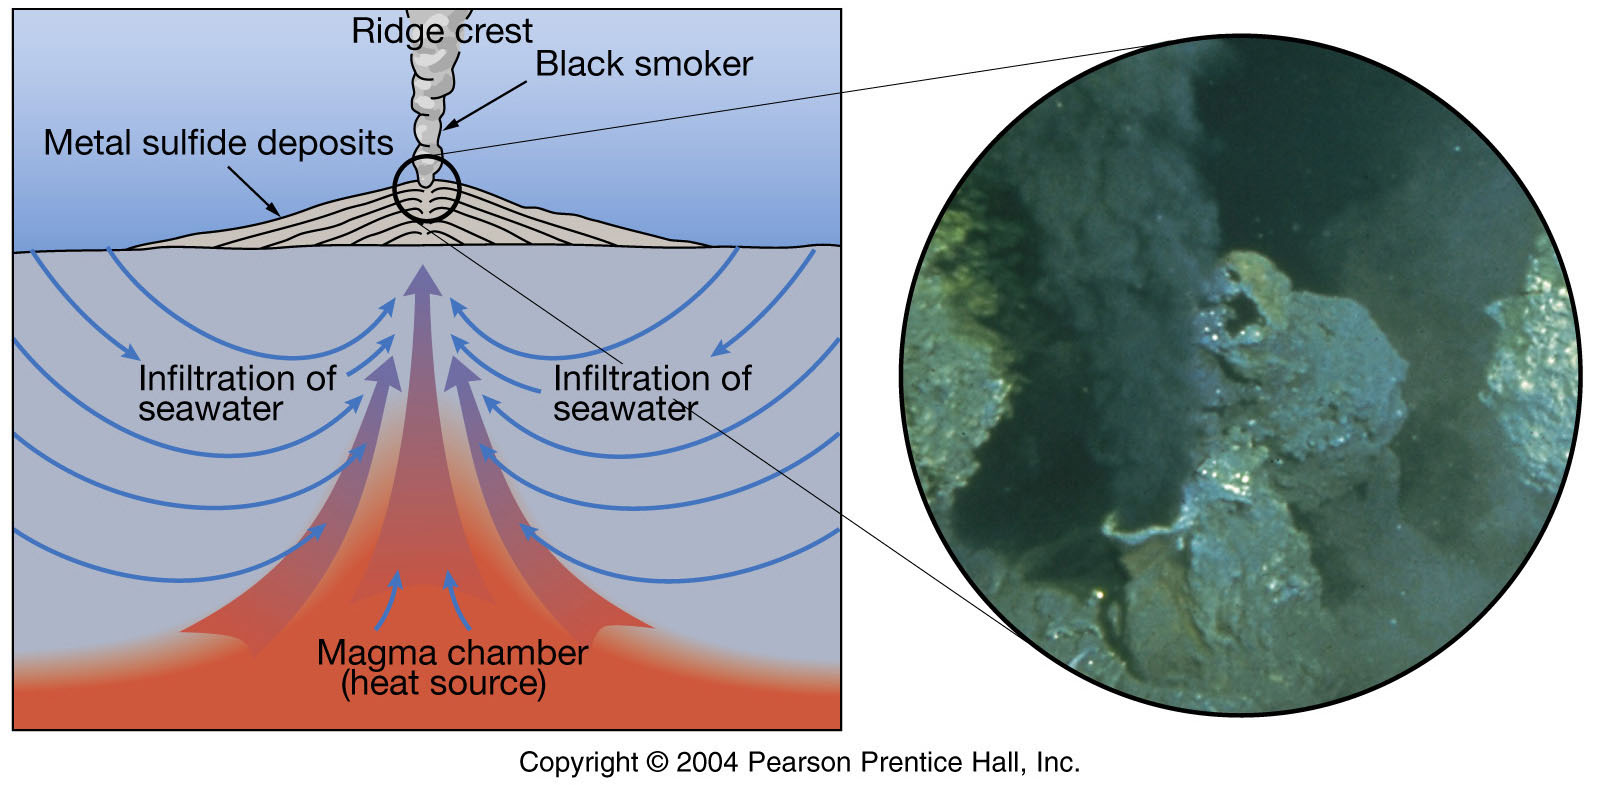 Ridge crest
Black smoker
Metal sulfide deposits
Infiltration of
seawater
Infiltration of
seawater
Magma chamber
(heat source)
Copyright © 2004 Pearson Prentice Hall, Inc.